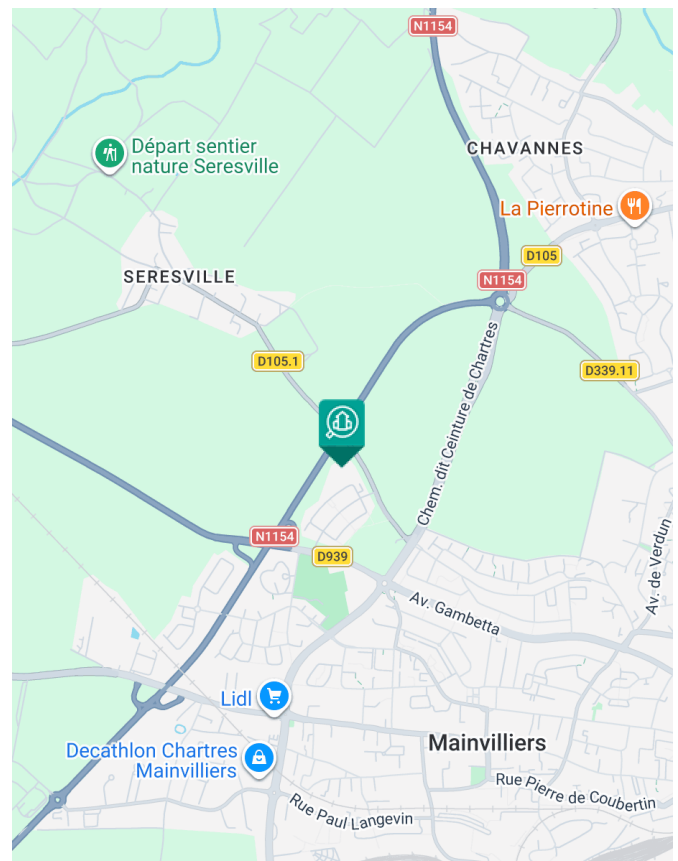 N1154
CHAVANNES
Départ sentier
nature Seresville
La Pierrotine
D105
SERESVILLE
N1154
D105.1
D339.11
Chem. dit Ceinture de Chartres
N1154
D939
Av. de Verdun
Av. Gambetta
Lidl
Mainvilliers
Decathlon Chartres
Mainvilliers
Rue Pierre de Coubertin
Rue Paul Langevin